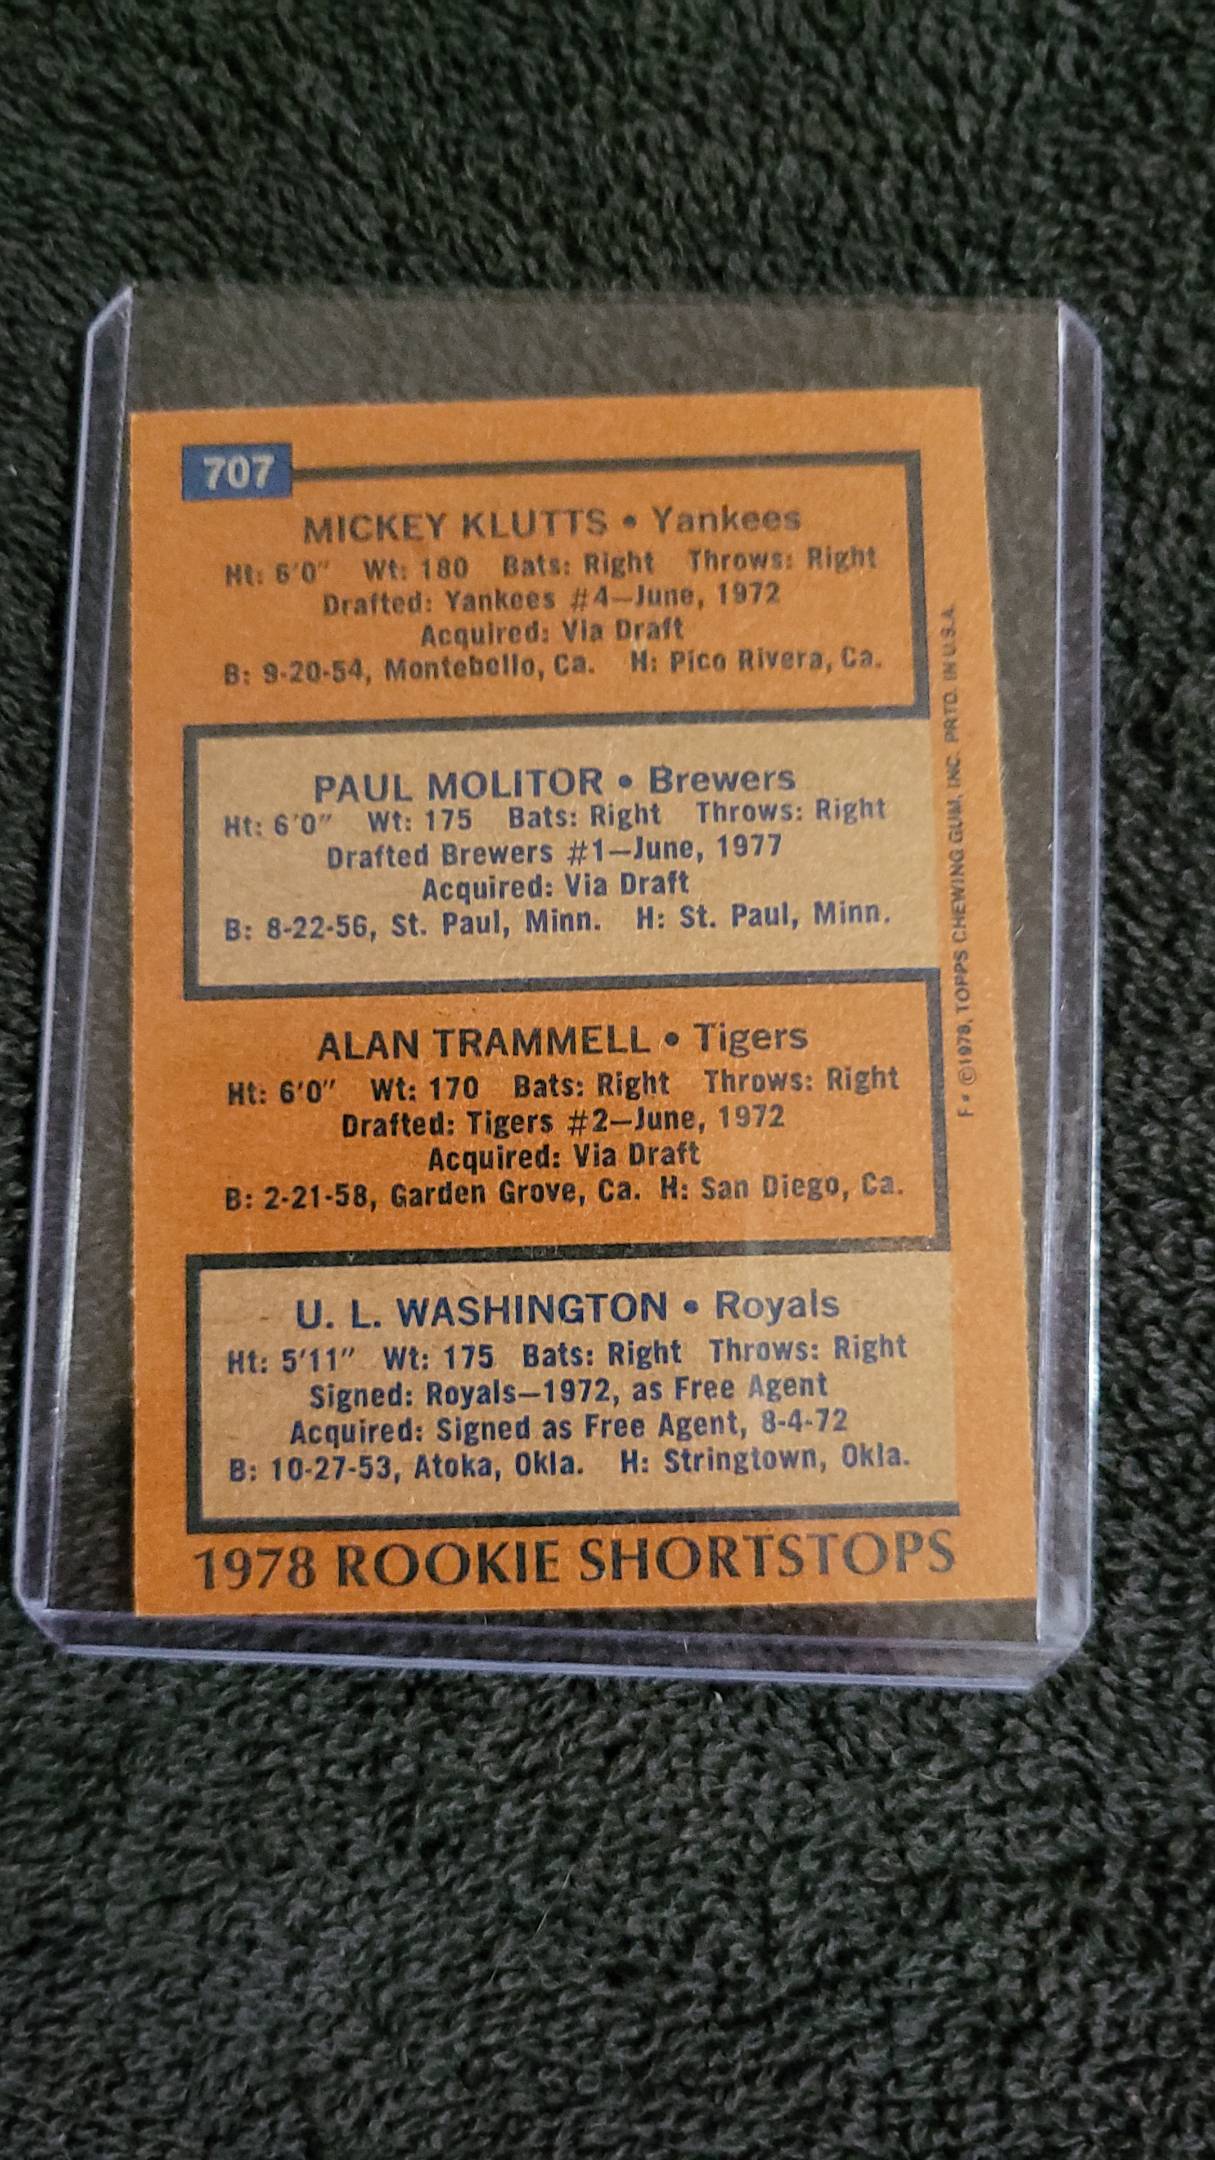 707
MICKEY KLUTTS • Yankees
Ht: 6'0" Wt: 180 Bats: Right Throws: Right
Drafted: Yankees #4—June, 1972
Acquired: Via Draft
B: 9-20-54, Montebello, Ca. H: Pico Rivera, Ca.
PAUL MOLITOR • Brewers
Ht: 6'0" Wt: 175 Bats: Right Throws: Right
Drafted Brewers #1—June, 1977
Acquired: Via Draft
B: 8-22-56, St. Paul, Minn. H: St. Paul, Minn.
ALAN TRAMMELL • Tigers
Ht: 6'0" Wt: 170 Bats: Right Throws: Right
Drafted: Tigers #2—June, 1972
Acquired: Via Draft
B: 2-21-58, Garden Grove, Ca. H: San Diego, Ca.
U. L. WASHINGTON • Royals
Ht: 5'11" Wt: 175 Bats: Right Throws: Right
Signed: Royals—1972, as Free Agent
Acquired: Signed as Free Agent, 8-4-72
B: 10-27-53, Atoka, Okla. H: Stringtown, Okla.
1978 ROOKIE SHORTSTOPS
F* ©1978, TOPPS CHEWING GUM, INC. PRTD. IN U.S.A.